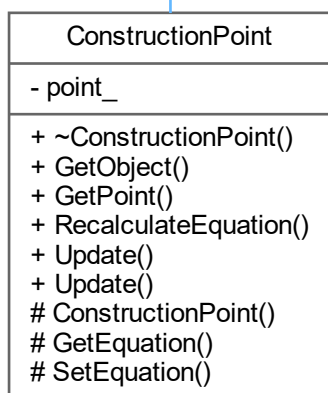 ConstructionPoint
- point_
+ ~ConstructionPoint()
+ GetObject()
+ GetPoint()
+ RecalculateEquation()
+ Update()
+ Update()
# ConstructionPoint()
# GetEquation()
# SetEquation()